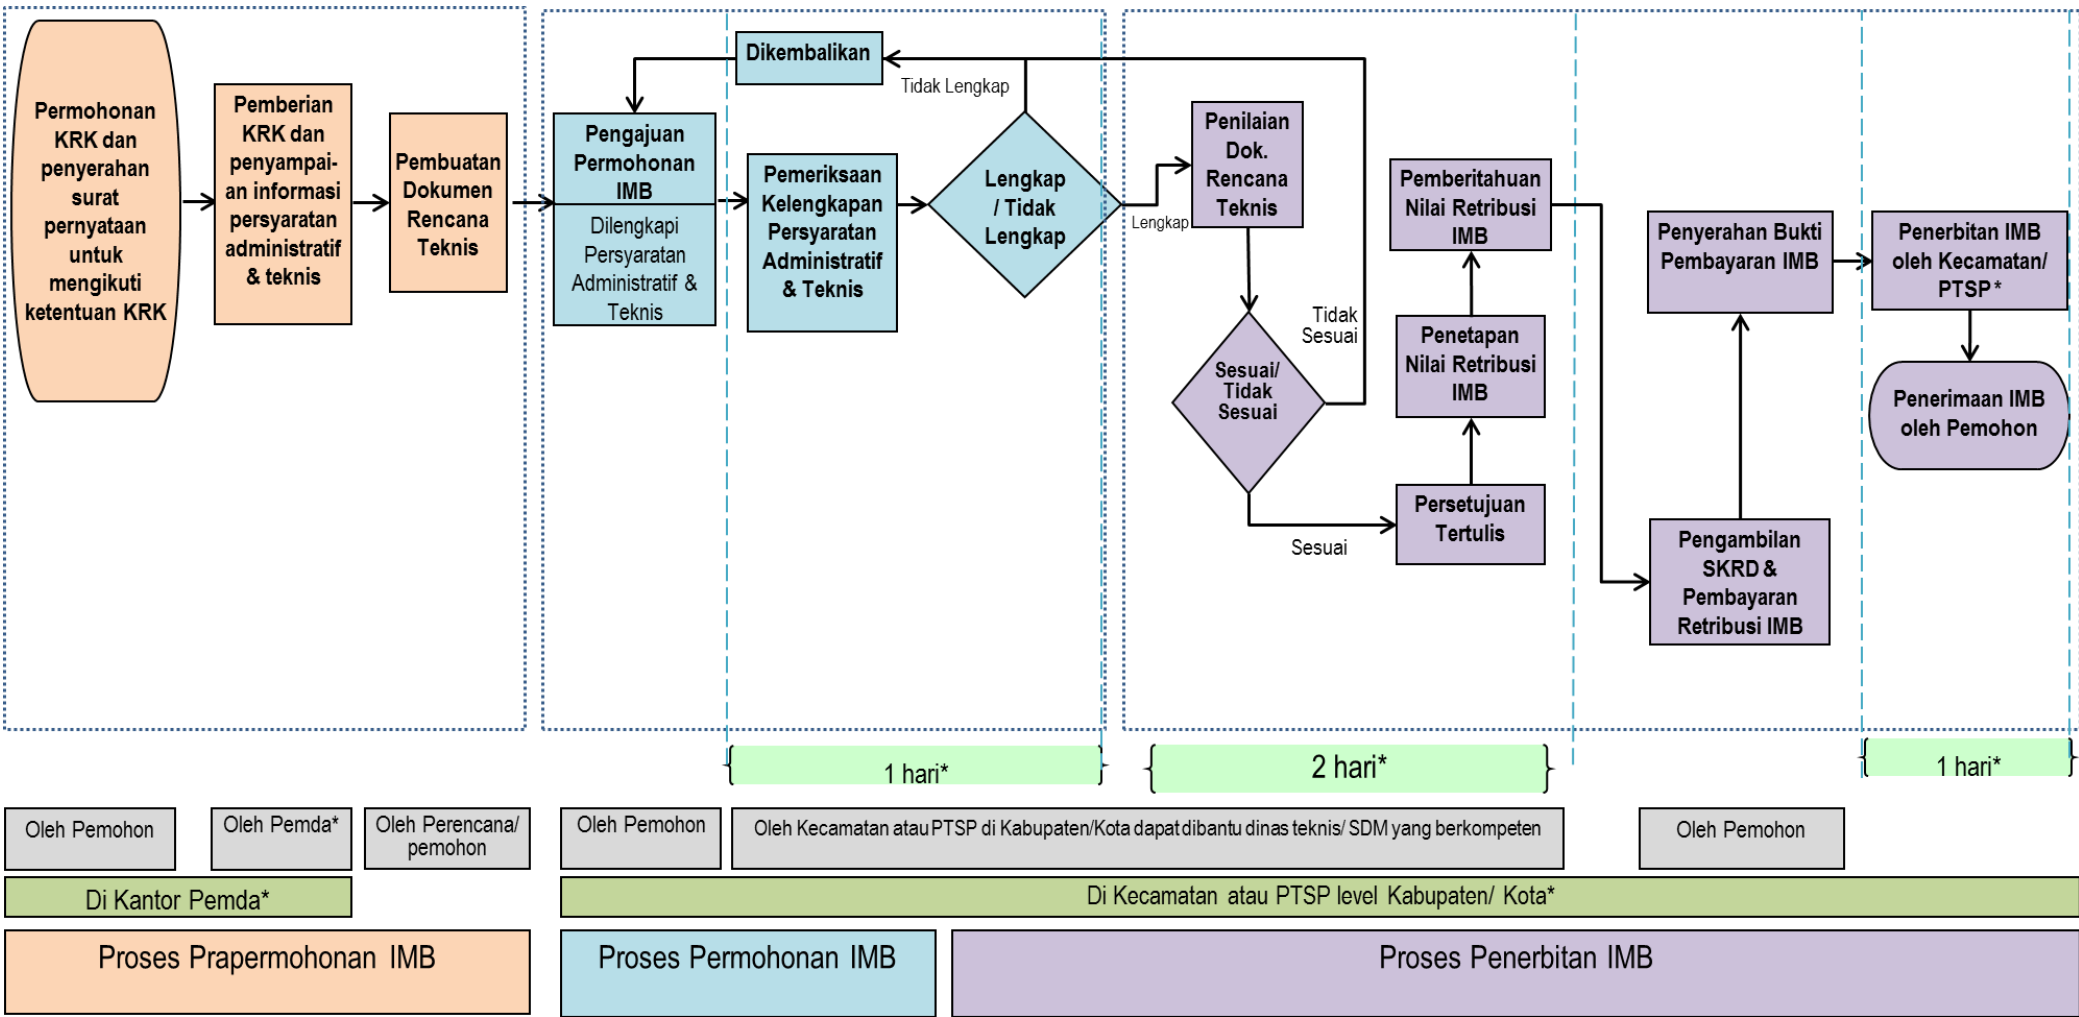 Permohonan
KRK dan
penyerahan
surat
pernyataan
untuk
mengikuti
ketentuan KRK
Pemberian
KRK dan
penyampai-
an informasi
persyaratan
administratif
& teknis
Pembuatan
Dokumen
Rencana
Teknis
Dikembalikan
Tidak Lengkap
Pengajuan
Permohonan
IMB
Dilengkapi
Persyaratan
Administratif &
Teknis
Pemeriksaan
Kelengkapan
Persyaratan
Administratif
& Teknis
Lengkap
/ Tidak
Lengkap
Lengkap
Penilaian
Dok.
Rencana
Teknis
Sesuai/
Tidak
Sesuai
Tidak
Sesuai
Sesuai
Persetujuan
Tertulis
Penetapan
Nilai Retribusi
IMB
Pemberitahuan
Nilai Retribusi
IMB
Pengambilan
SKRD &
Pembayaran
Retribusi IMB
Penyerahan Bukti
Pembayaran IMB
Penerbitan IMB
oleh Kecamatan/
PTSP*
Penerimaan IMB
oleh Pemohon
1 hari*
2 hari*
1 hari*
Oleh Pemohon
Oleh Pemda*
Oleh Perencana/
pemohon
Oleh Pemohon
Oleh Kecamatan atau PTSP di Kabupaten/Kota dapat dibantu dinas teknis/ SDM yang berkompeten
Oleh Pemohon
Di Kantor Pemda*
Di Kecamatan atau PTSP level Kabupaten/ Kota*
Proses Prapermohonan IMB
Proses Permohonan IMB
Proses Penerbitan IMB